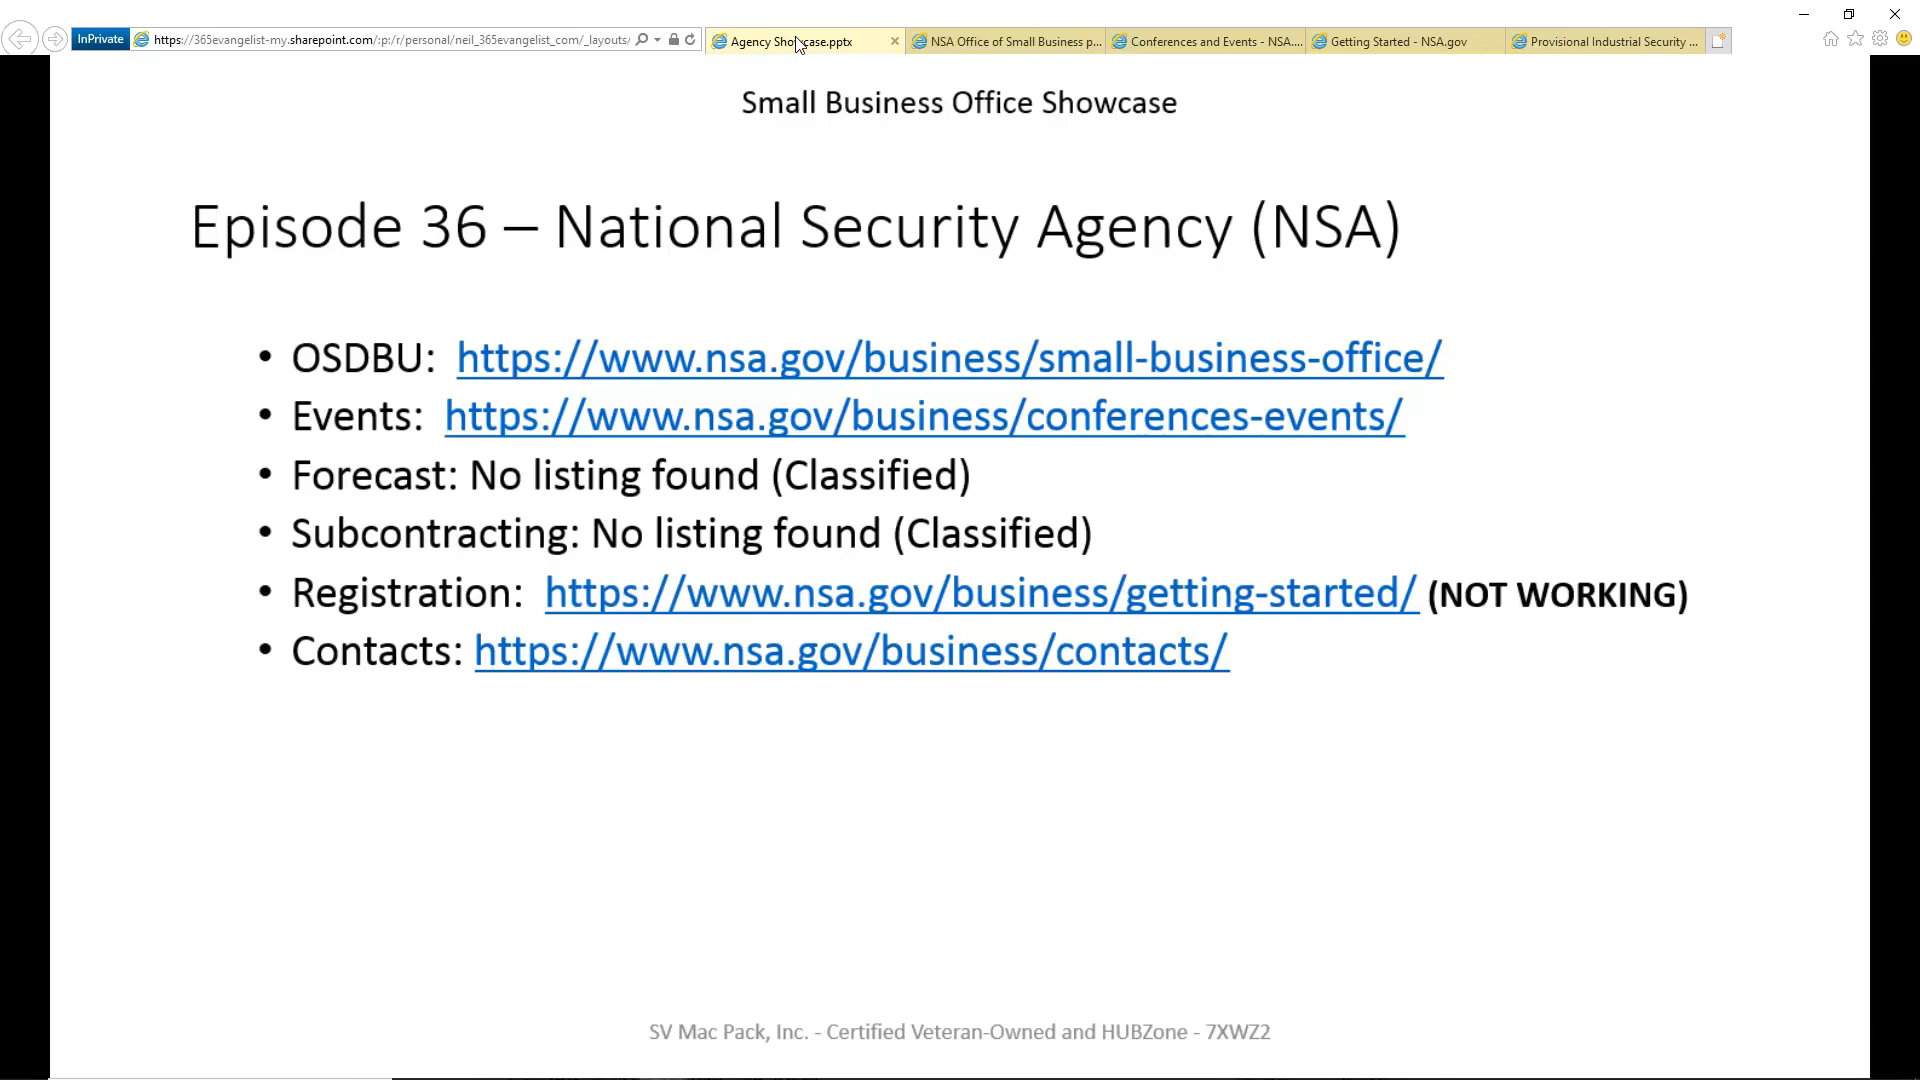 InPrivate
https://365evangelist-my.sharepoint.com/:p:/r/personal/neil_365evangelist_com/_layouts/
Agency Showcase.pptx
NSA Office of Small Business p...
Conferences and Events - NSA....
Getting Started - NSA.gov
Provisional Industrial Security ...
Small Business Office Showcase
Episode 36 – National Security Agency (NSA)
• OSDBU: https://www.nsa.gov/business/small-business-office/
• Events: https://www.nsa.gov/business/conferences-events/
• Forecast: No listing found (Classified)
• Subcontracting: No listing found (Classified)
• Registration: https://www.nsa.gov/business/getting-started/ (NOT WORKING)
• Contacts: https://www.nsa.gov/business/contacts/
SV Mac Pack, Inc. - Certified Veteran-Owned and HUBZone - 7XWZ2